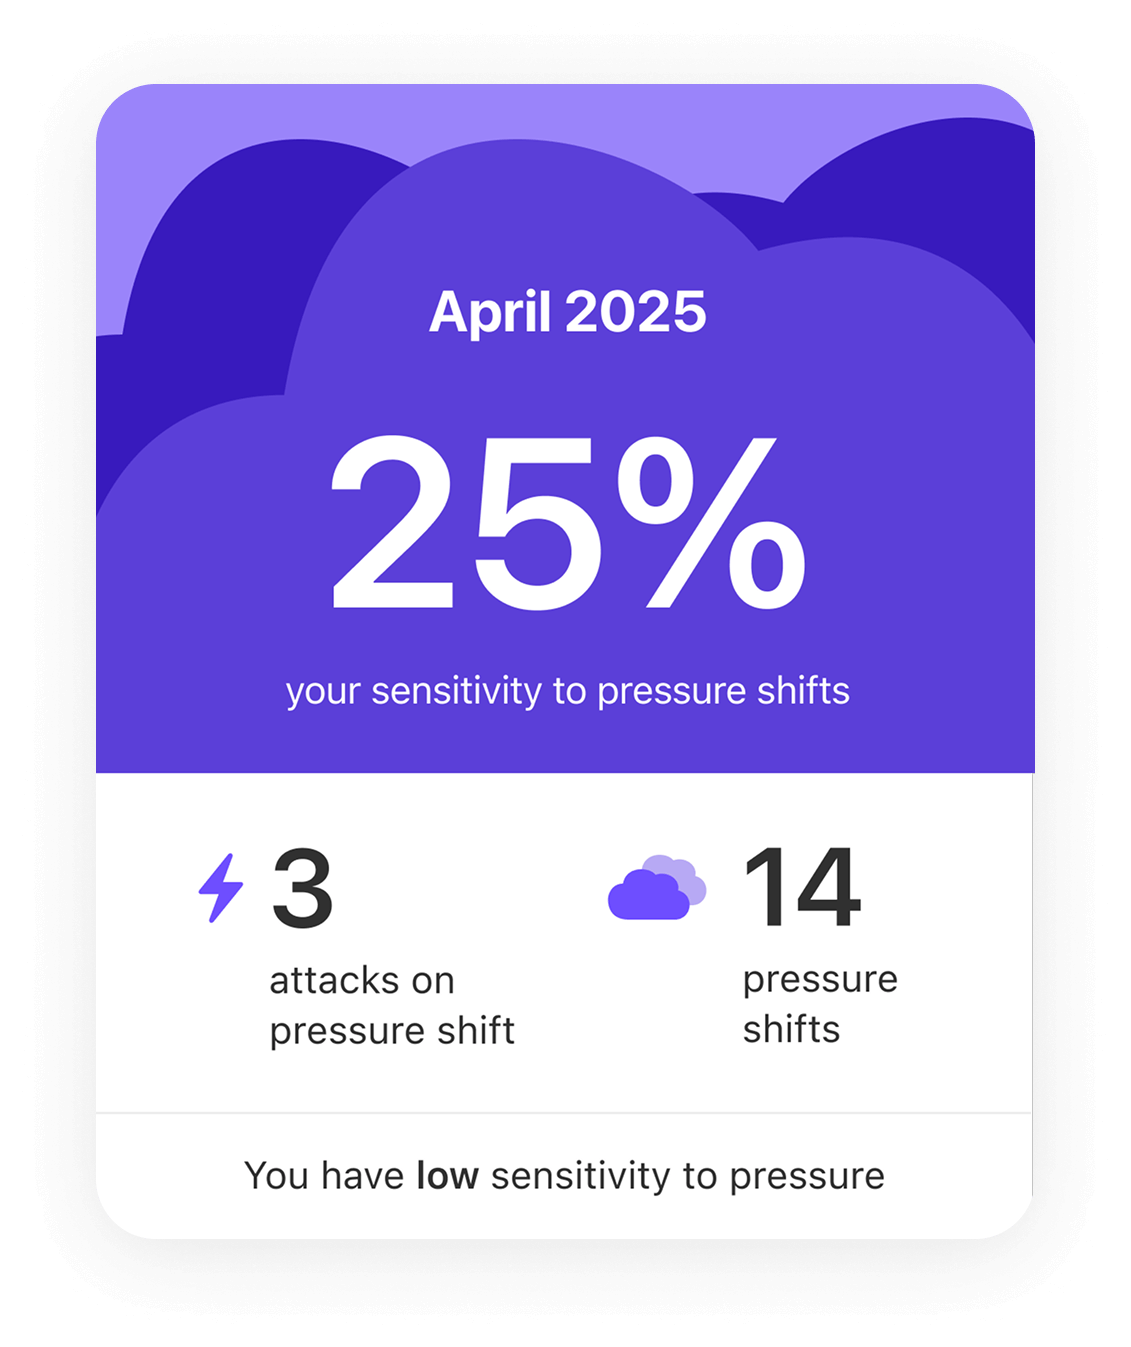 April 2025
25%
your sensitivity to pressure shifts
3
attacks on
pressure shift
14
pressure
shifts
You have low sensitivity to pressure